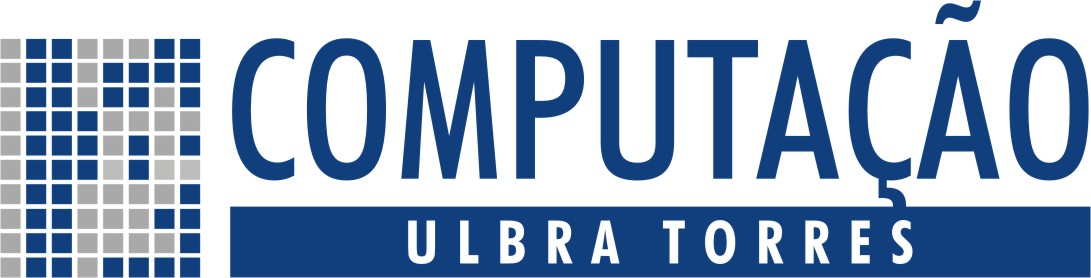 COMPUTAÇÃO
ULBRA TORRES